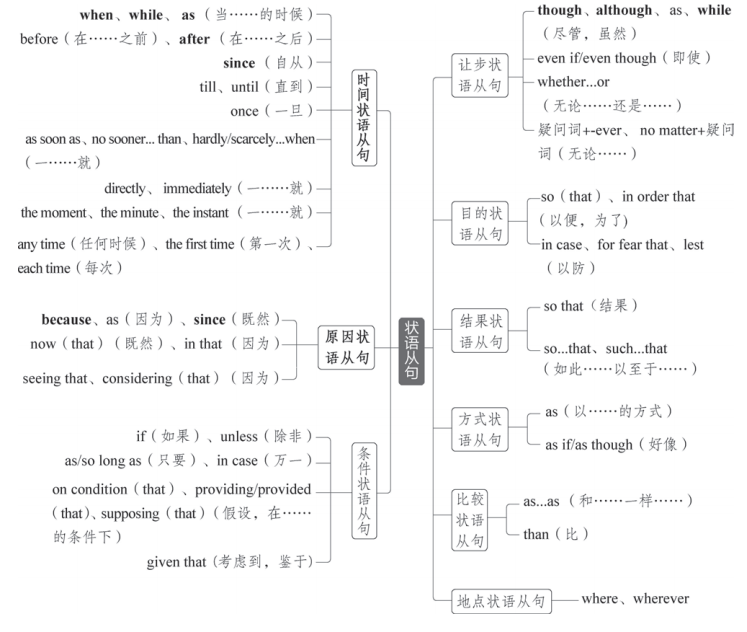 when、while、as（当……的时候）
before（在……之前）、after（在……之后）
since（自从）
till、until（直到）
once（一旦）
as soon as、no sooner... than、hardly/scarcely...when
（一……就）
directly、immediately（一……就）
the moment、the minute、the instant（一……就）
any time（任何时候）、the first time（第一次）、
each time（每次）
时间状语从句
because、as（因为）、since（既然）
now（that）（既然）、in that（因为）
seeing that、considering（that）（因为）
原因状
语从句
if（如果）、unless（除非）
as/so long as（只要）、in case（万一）
on condition（that）、providing/provided
（that）、supposing（that）（假设，在……
的条件下）
given that（考虑到，鉴于）
条件状语从句
状语从句
让步状
语从句
though、although、as、while
（尽管，虽然）
even if/even though（即使）
whether...or
（无论……还是……）
疑问词+-ever、no matter+疑问
词（无论……）
目的状
语从句
so（that）、in order that
（以便，为了）
in case、for fear that、lest
（以防）
结果状
语从句
so that（结果）
so...that、such...that
（如此……以至于……）
方式状
语从句
as（以……的方式）
as if/as though（好像）
比较
状语
从句
as...as（和……一样……）
than（比）
地点状语从句
where、wherever